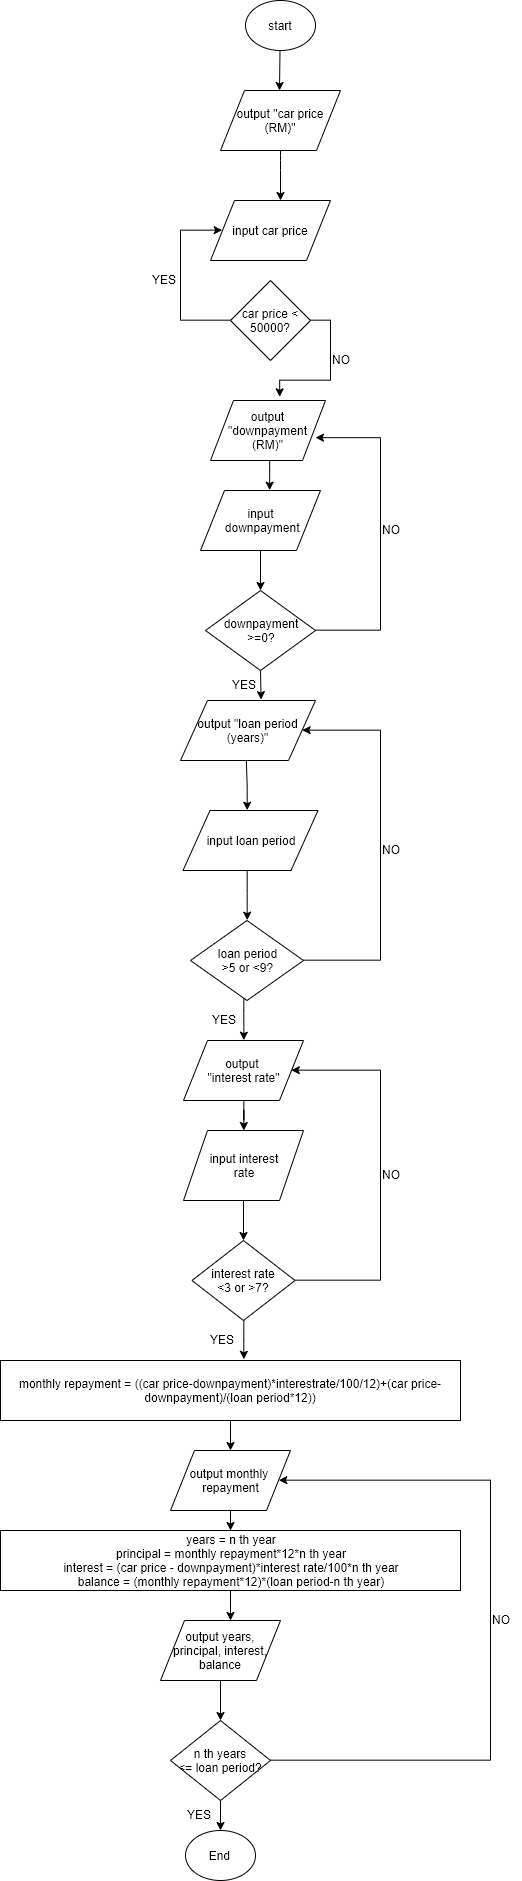 start
output "car price
(RM)"
input car price
YES
car price <
50000?
NO
output
"downpayment
(RM)"
input
downpayment
NO
downpayment
>=0?
YES
output "loan period
(years)"
input loan period
NO
loan period
>5 or <9?
YES
output
"interest rate"
input interest
rate
NO
interest rate
<3 or >7?
YES
monthly repayment = ((car price-downpayment)*interestrate/100/12)+(car price-
downpayment)/(loan period*12))
output monthly
repayment
years = n th year
principal = monthly repayment*12*n th year
interest = (car price - downpayment)*interest rate/100*n th year
balance = (monthly repayment*12)*(loan period-n th year)
NO
output years,
principal, interest,
balance
n th years
<= loan period?
YES
End